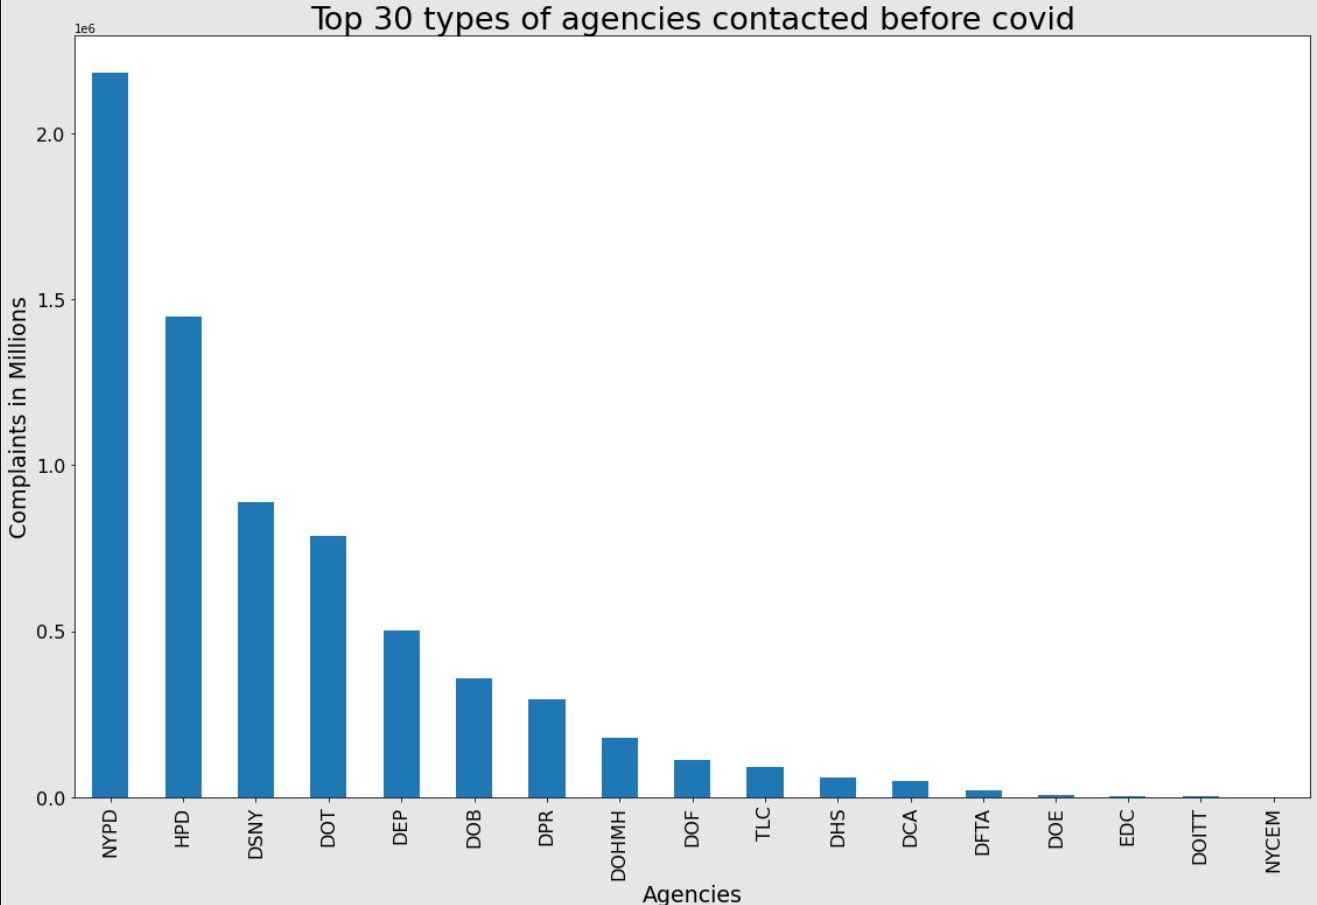 Top 30 types of agencies contacted before covid
1e6
2.0
1.5
1.0
0.5
0.0
Complaints in Millions
NYPD
HPD
DSNY
DOT
DEP
DOB
DPR
DOHMH
DOF
TLC
DHS
DCA
DFTA
DOE
EDC
DOITT
NYCEM
Agencies